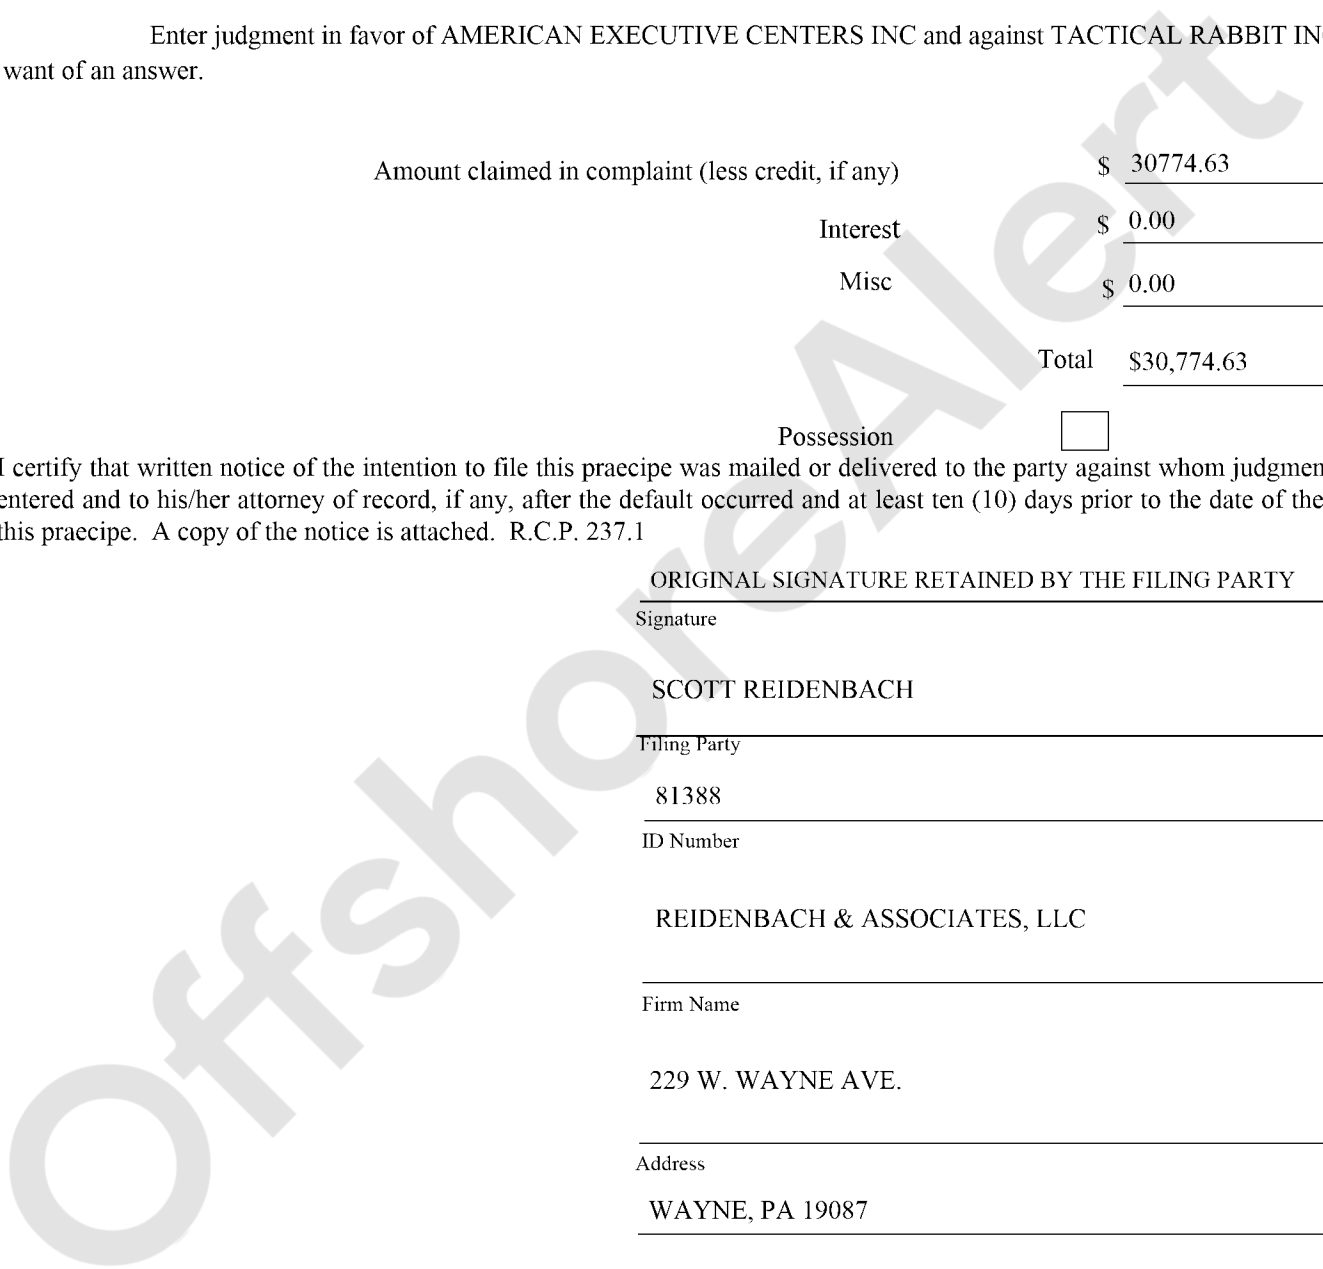 Enter judgment in favor of AMERICAN EXECUTIVE CENTERS INC and against TACTICAL RABBIT IN
want of an answer.
Amount claimed in complaint (less credit, if any) $ 30774.63
Interest $ 0.00
Misc $ 0.00
Total $30,774.63
Possession
I certify that written notice of the intention to file this praecipe was mailed or delivered to the party against whom judgmen
entered and to his/her attorney of record, if any, after the default occurred and at least ten (10) days prior to the date of the
this praecipe. A copy of the notice is attached. R.C.P. 237.1
ORIGINAL SIGNATURE RETAINED BY THE FILING PARTY
Signature
SCOTT REIDENBACH
Filing Party
81388
ID Number
REIDENBACH & ASSOCIATES, LLC
Firm Name
229 W. WAYNE AVE.
Address
WAYNE, PA 19087
OffshoreAlert